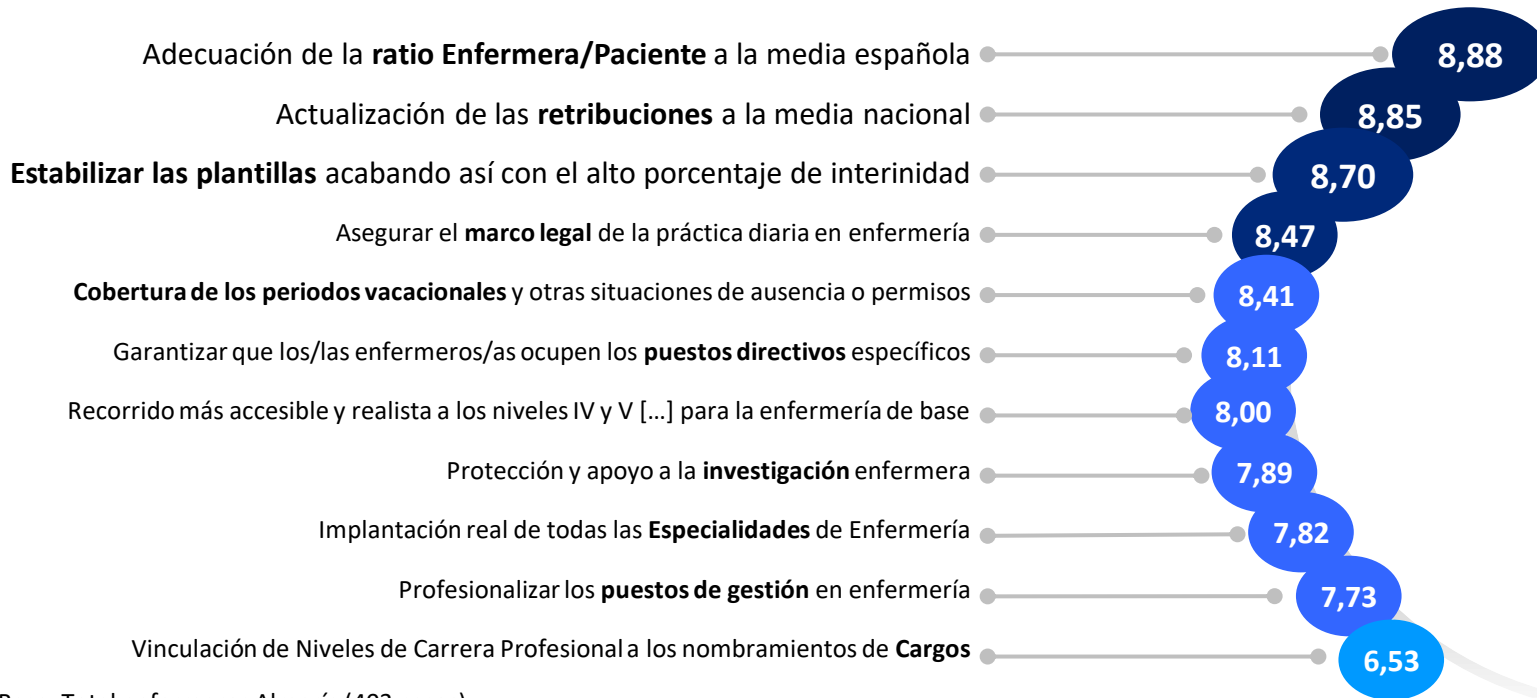 Adecuación de la ratio Enfermera/Paciente a la media española 8,88
Actualización de las retribuciones a la media nacional 8,85
Estabilizar las plantillas acabando así con el alto porcentaje de interinidad 8,70
Asegurar el marco legal de la práctica diaria en enfermería 8,47
Cobertura de los periodos vacacionales y otras situaciones de ausencia o permisos 8,41
Garantizar que los/las enfermeros/as ocupen los puestos directivos específicos 8,11
Recorrido más accesible y realista a los niveles IV y V [...] para la enfermería de base 8,00
Protección y apoyo a la investigación enfermera 7,89
Implantación real de todas las Especialidades de Enfermería 7,82
Profesionalizar los puestos de gestión en enfermería 7,73
Vinculación de Niveles de Carrera Profesional a los nombramientos de Cargos 6,53